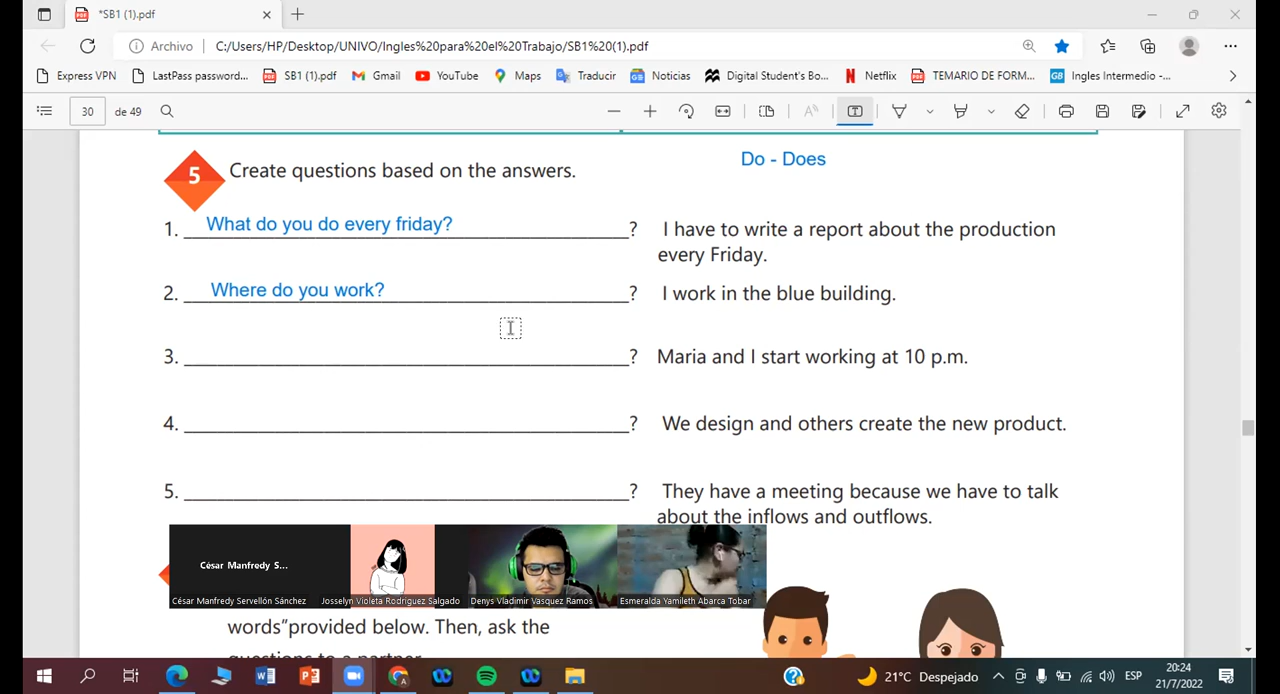 *SB1 (1).pdf
Archivo C:/Users/HP/Desktop/UNIVO/Ingles%20para%20el%20Trabajo/SB1%20(1).pdf
Express VPN LastPass password... SB1 (1).pdf Gmail YouTube Maps Traducir Noticias Digital Student's Bo... Netflix TEMARIO DE FORM... Ingles Intermedio -...
30 de 49
Do - Does
5 Create questions based on the answers.
1. What do you do every friday? ? I have to write a report about the production
every Friday.
2. Where do you work? ? I work in the blue building.
3. ? Maria and I start working at 10 p.m.
4. ? We design and others create the new product.
5. ? They have a meeting because we have to talk
about the inflows and outflows.
César Manfredy S...
César Manfredy Servellón Sánchez Josselyn Violeta Rodriguez Salgado Denys Vladimir Vasquez Ramos Esmeralda Yamileth Abarca Tobar
words”provided below. Then, ask the
questions to a partner.
21°C Despejado ESP 20:24
21/7/2022